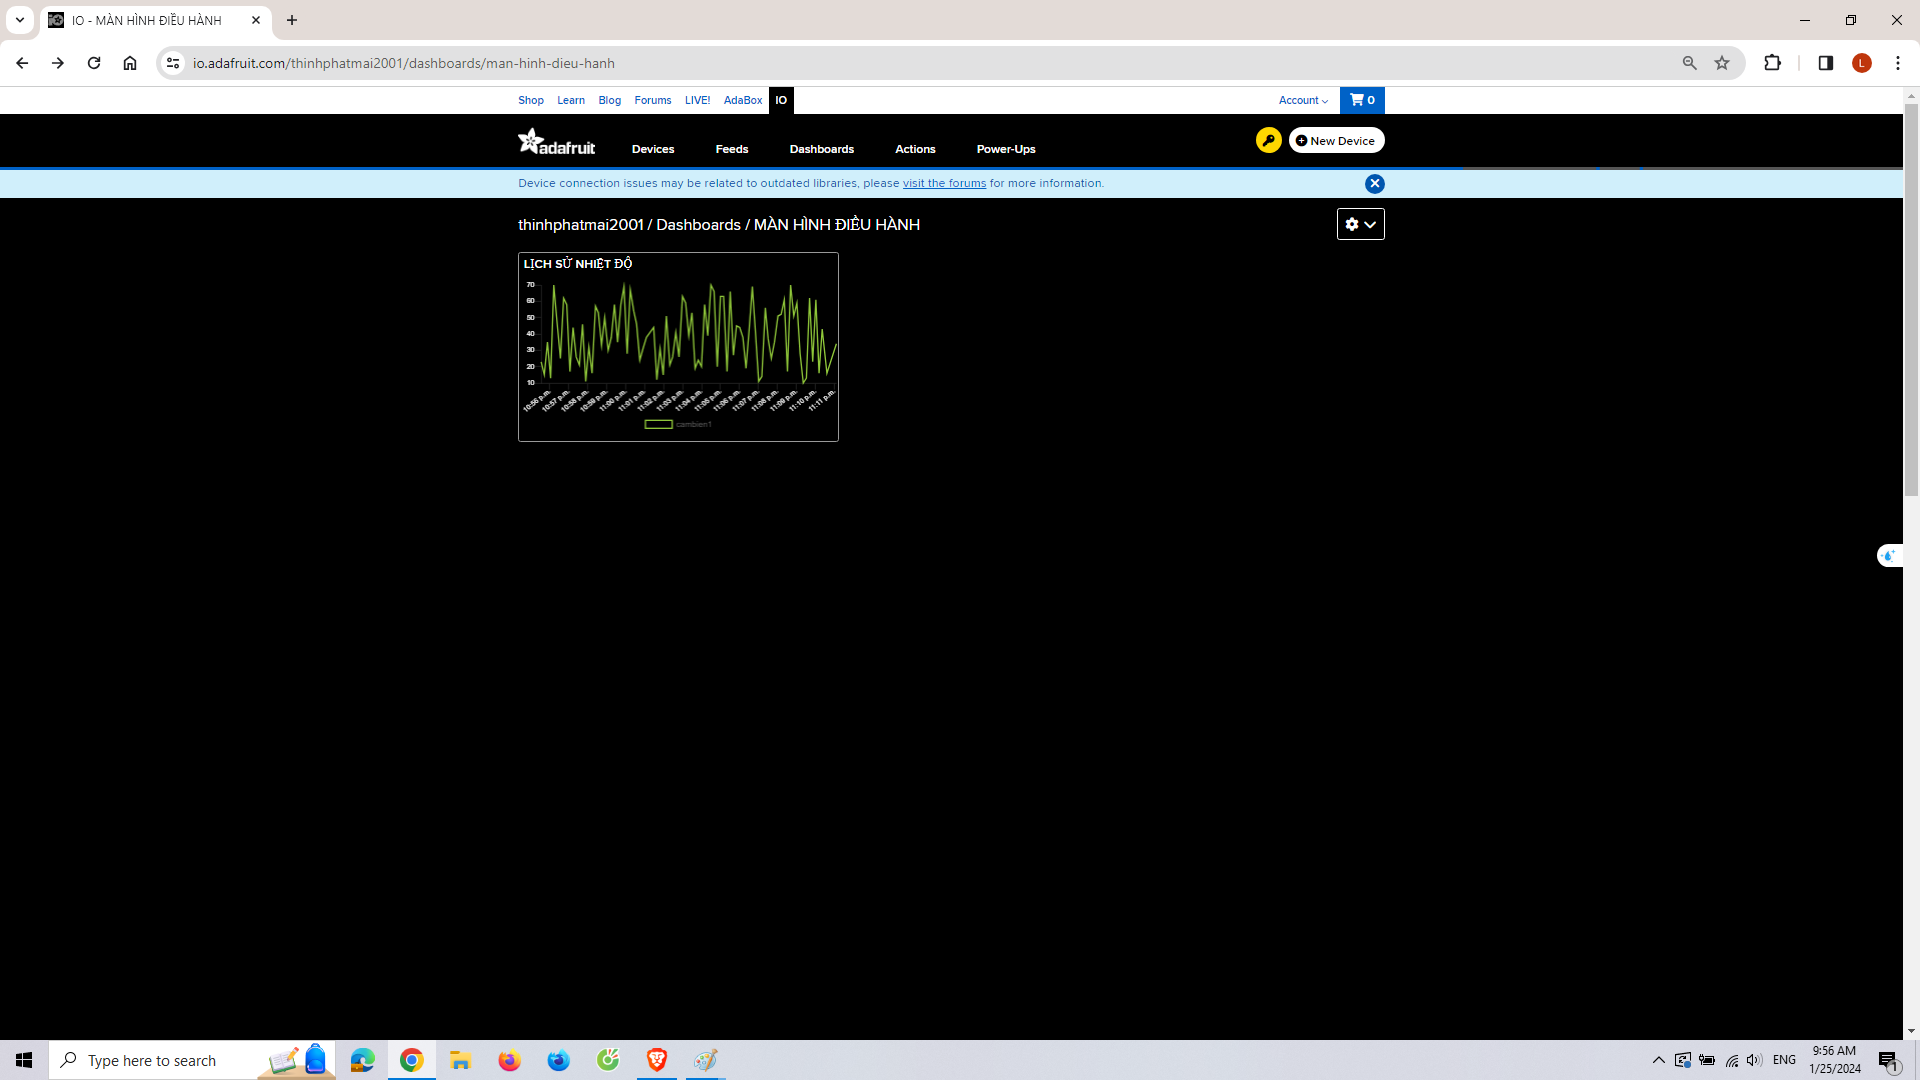 IO - MÀN HÌNH ĐIỀU HÀNH
io.adafruit.com/thinhphatmai2001/dashboards/man-hinh-dieu-hanh
L
Shop Learn Blog Forums LIVE! AdaBox IO Account 0
adafruit Devices Feeds Dashboards Actions Power-Ups New Device
Device connection issues may be related to outdated libraries, please visit the forums for more information.
thinhphatmai2001 / Dashboards / MÀN HÌNH ĐIỀU HÀNH
LỊCH SỬ NHIỆT ĐỘ
70
60
50
40
30
20
10
10:56 p.m. 10:57 p.m. 10:58 p.m. 10:59 p.m. 11:00 p.m. 11:01 p.m. 11:02 p.m. 11:03 p.m. 11:04 p.m. 11:05 p.m. 11:06 p.m. 11:07 p.m. 11:08 p.m. 11:09 p.m. 11:10 p.m. 11:11 p.m.
cambien1
Type here to search
ENG
9:56 AM
1/25/2024
1